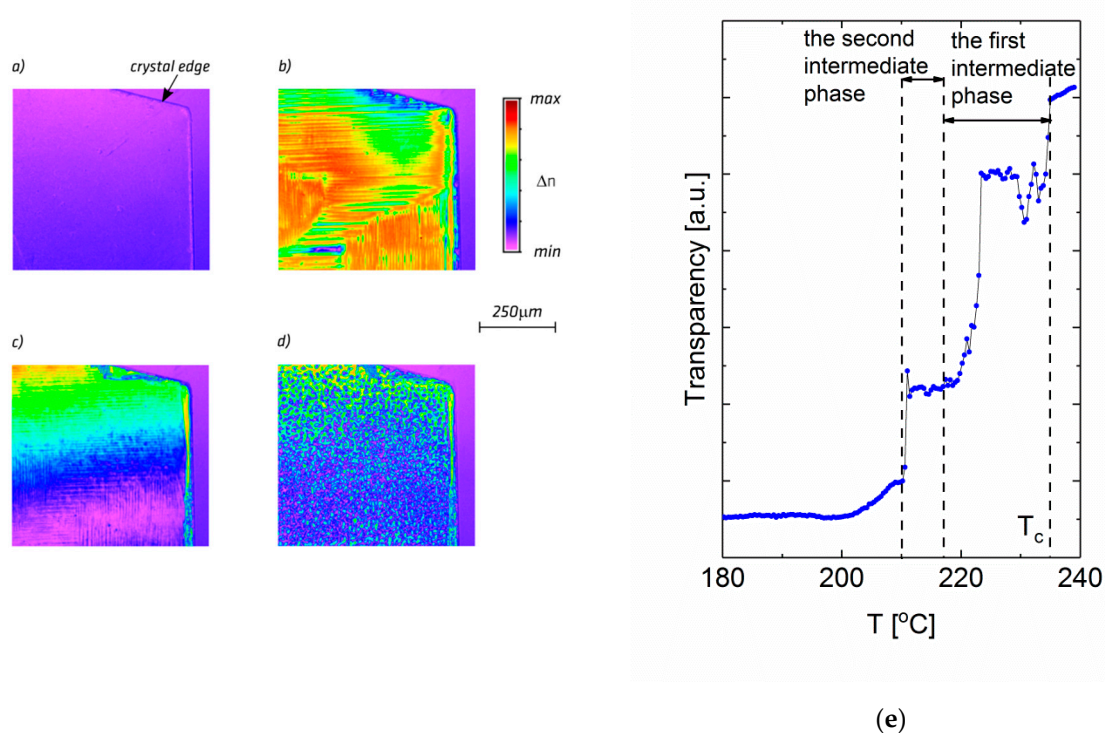 a)
crystal edge
b)
max
Δn
min
250μm
c)
d)
the second
intermediate
phase
the first
intermediate
phase
Transparency [a.u.]
Tc
180
200
220
240
T [°C]
(e)